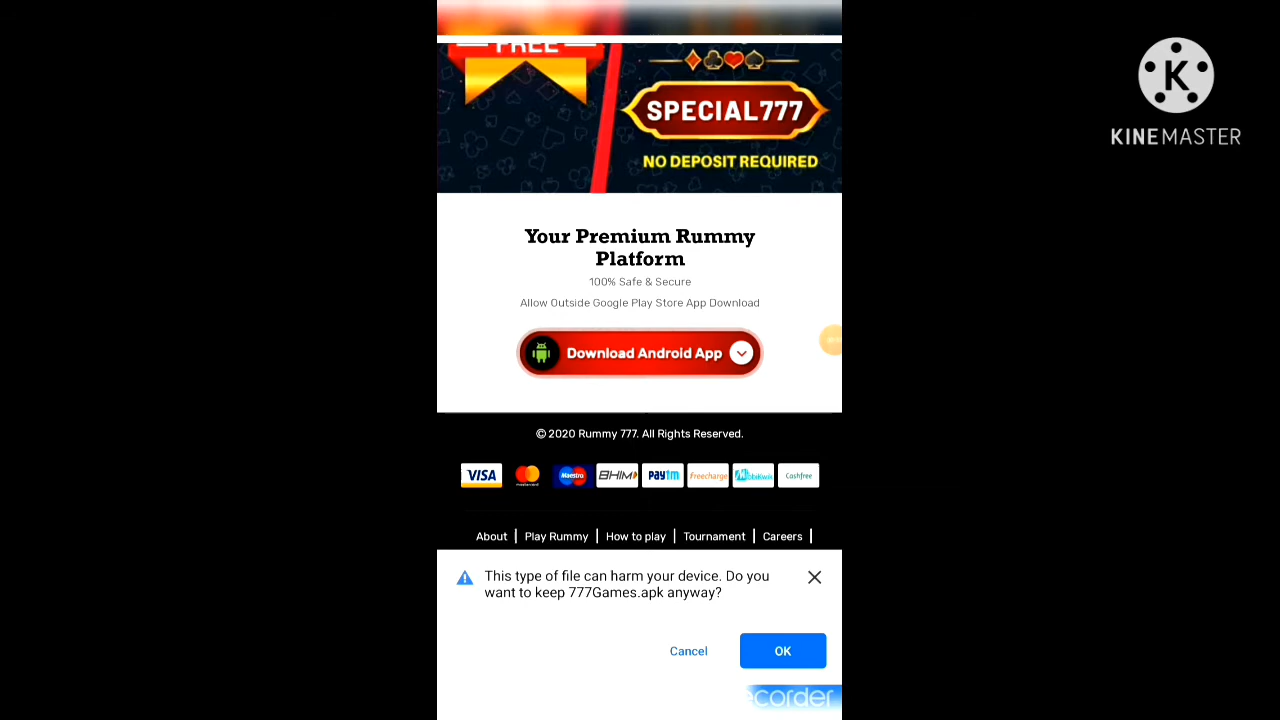 FREE
SPECIAL777
NO DEPOSIT REQUIRED
K
KINEMASTER
Your Premium Rummy
Platform
100% Safe & Secure
Allow Outside Google Play Store App Download
Download Android App
© 2020 Rummy 777. All Rights Reserved.
VISA mastercard Maestro BHIM Paytm freecharge MobiKwik Cashfree
About | Play Rummy | How to play | Tournament | Careers |
This type of file can harm your device. Do you
want to keep 777Games.apk anyway?
Cancel OK
ecorder